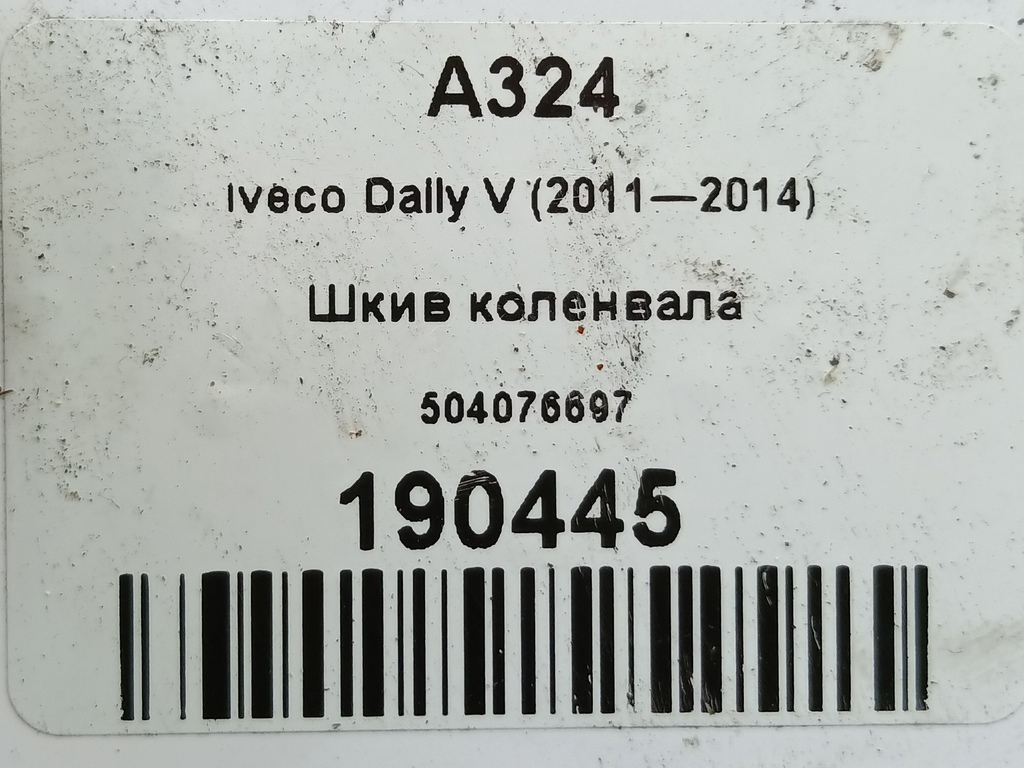 A324
Iveco Daily V (2011—2014)
Шкив коленвала
504076697
190445